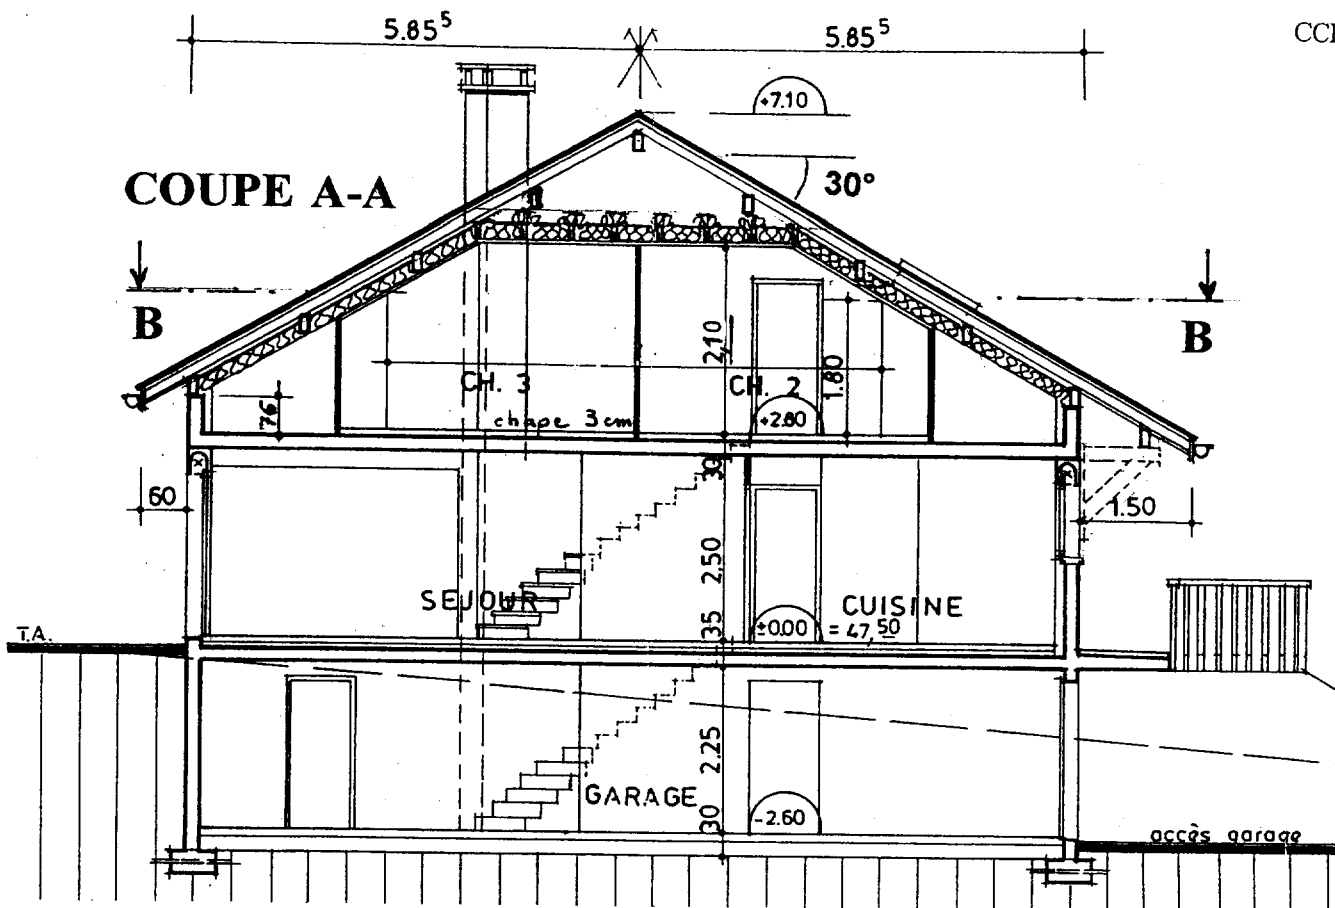 5.85⁵
5.85⁵
CCI
+7.10
30°
COUPE A-A
B
B
2,10
1.80
CH. 3
CH. 2
76
chape 3cm
+2.80
30
60
1.50
2.50
SEJOUR
CUISINE
±0.00 = 47,50
35
T.A.
2.25
GARAGE
-2.60
30
accès garage